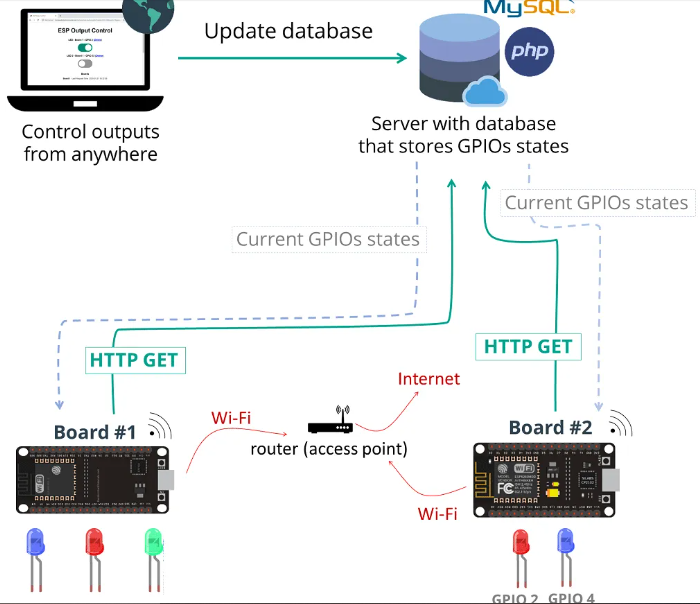 MySQL®
ESP Output Control
Update database
php
Control outputs
from anywhere
Server with database
that stores GPIOs states
Current GPIOs states
Current GPIOs states
HTTP GET
HTTP GET
Internet
Wi-Fi
Board #1
Board #2
router (access point)
Wi-Fi
GPIO 2
GPIO 4